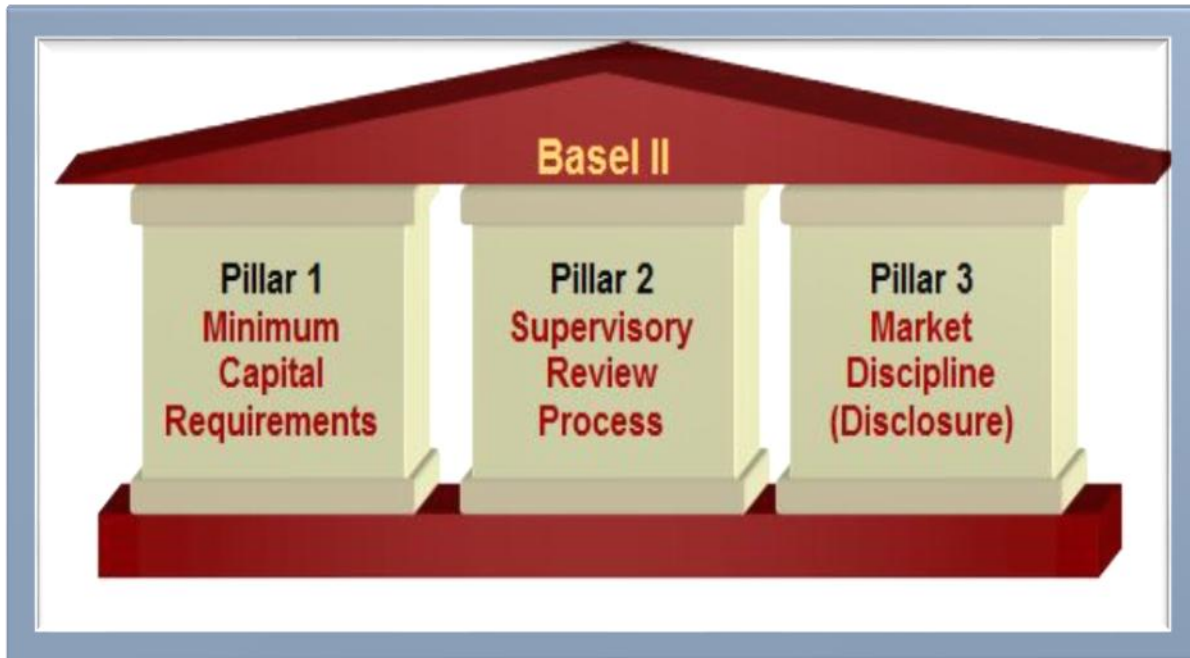 Basel II
Pillar 1
Minimum
Capital
Requirements
Pillar 2
Supervisory
Review
Process
Pillar 3
Market
Discipline
(Disclosure)